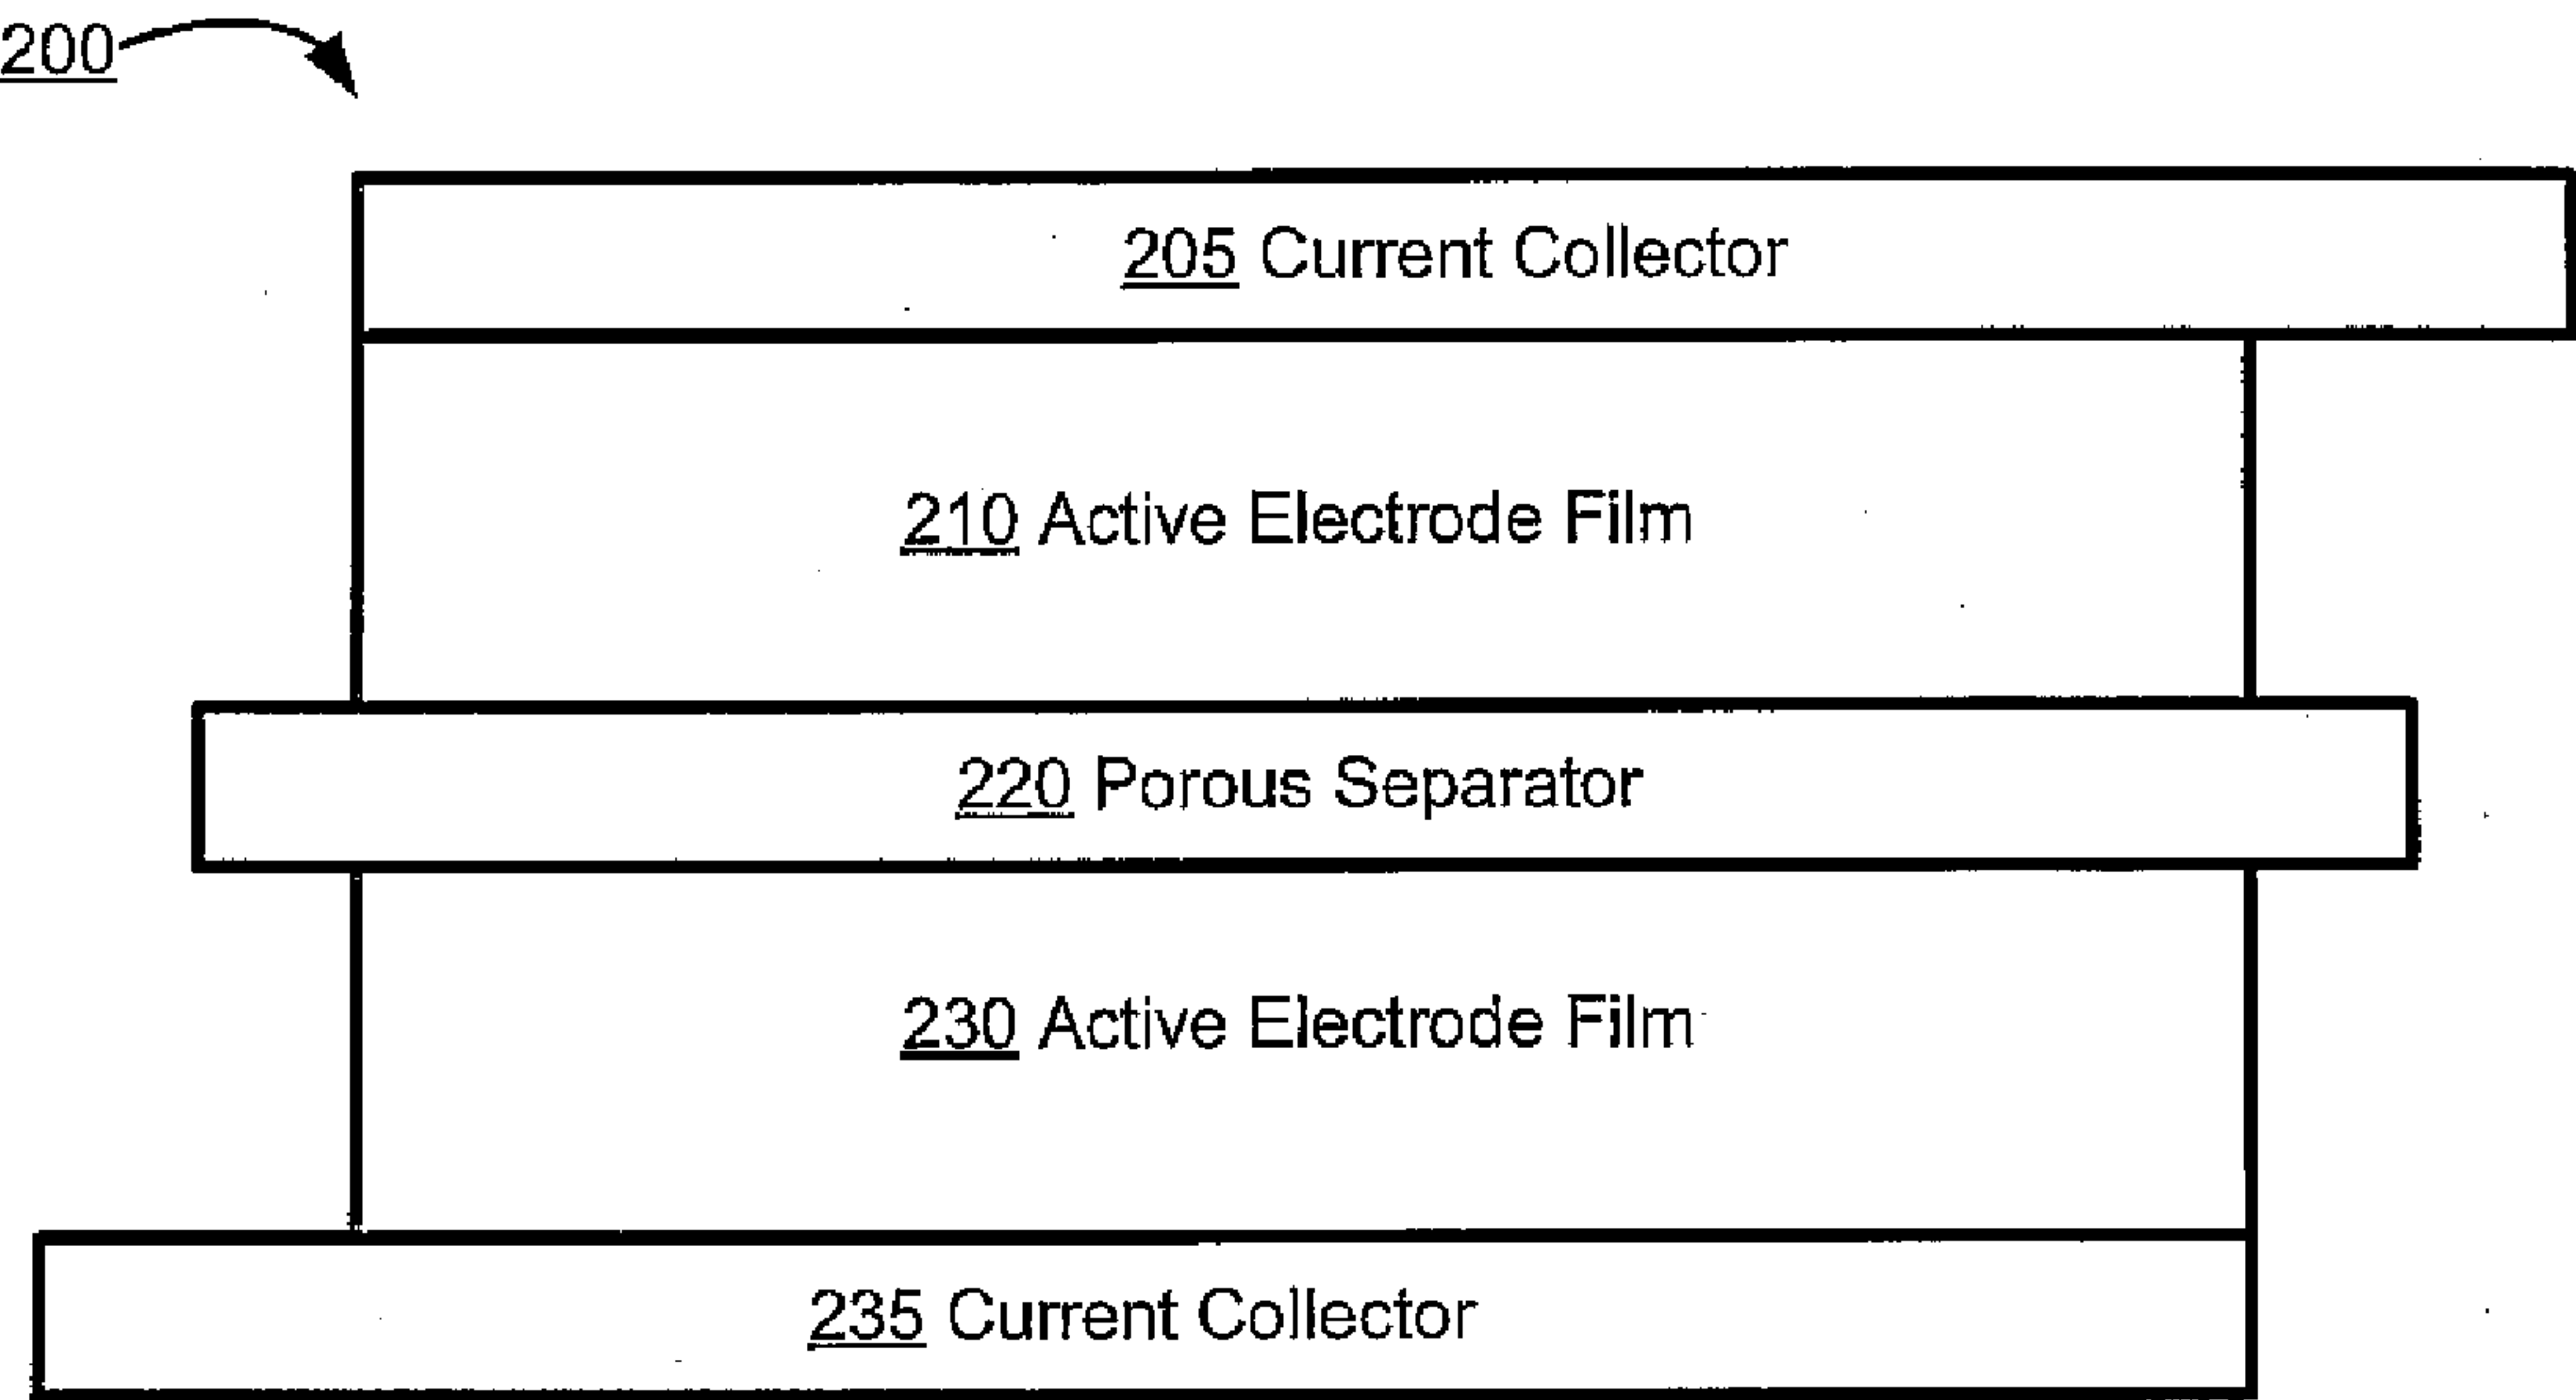 200
205 Current Collector
210 Active Electrode Film
220 Porous Separator
230 Active Electrode Film
235 Current Collector